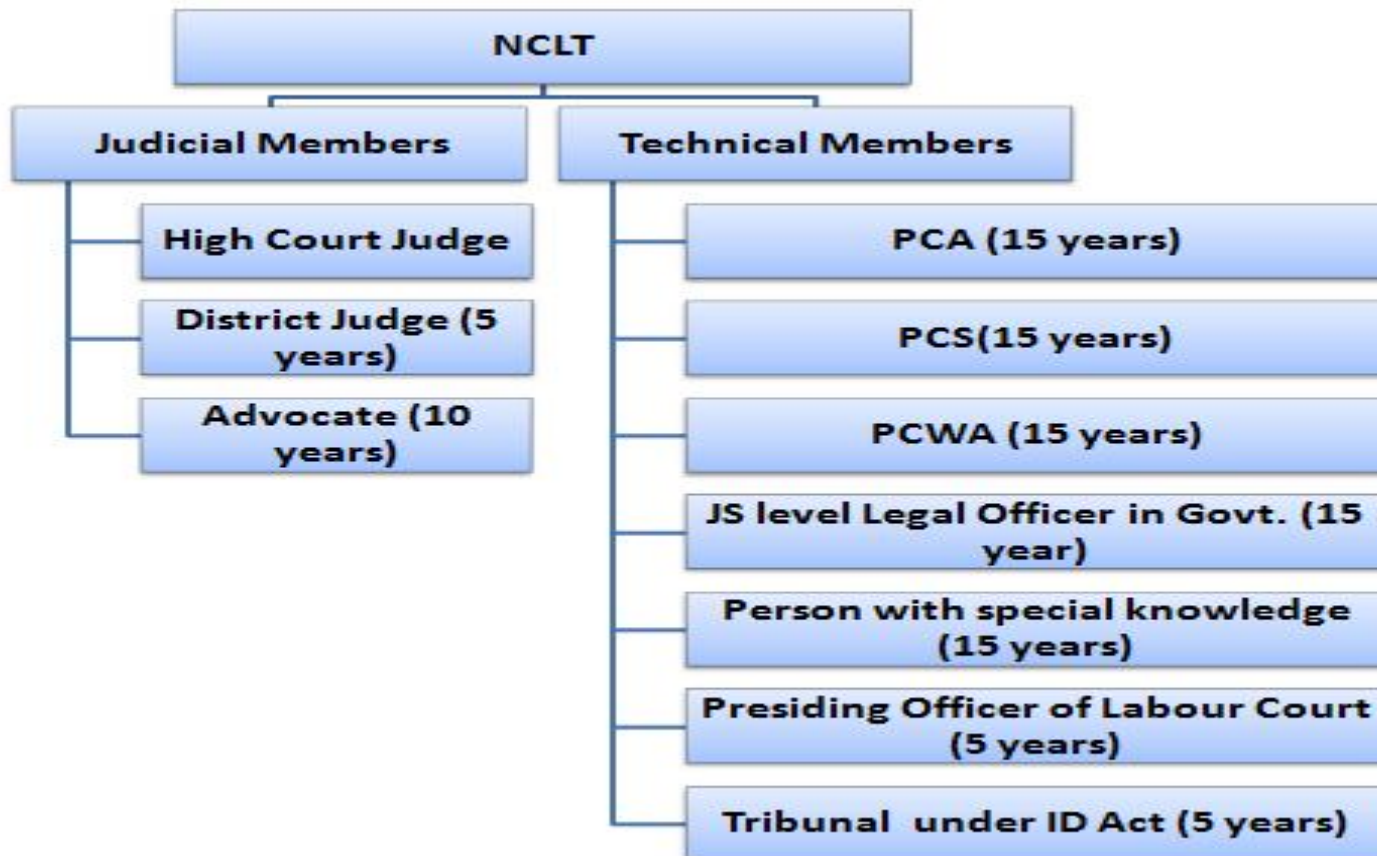 NCLT
Judicial Members
High Court Judge
District Judge (5
years)
Advocate (10
years)
Technical Members
PCA (15 years)
PCS(15 years)
PCWA (15 years)
JS level Legal Officer in Govt. (15
year)
Person with special knowledge
(15 years)
Presiding Officer of Labour Court
(5 years)
Tribunal under ID Act (5 years)